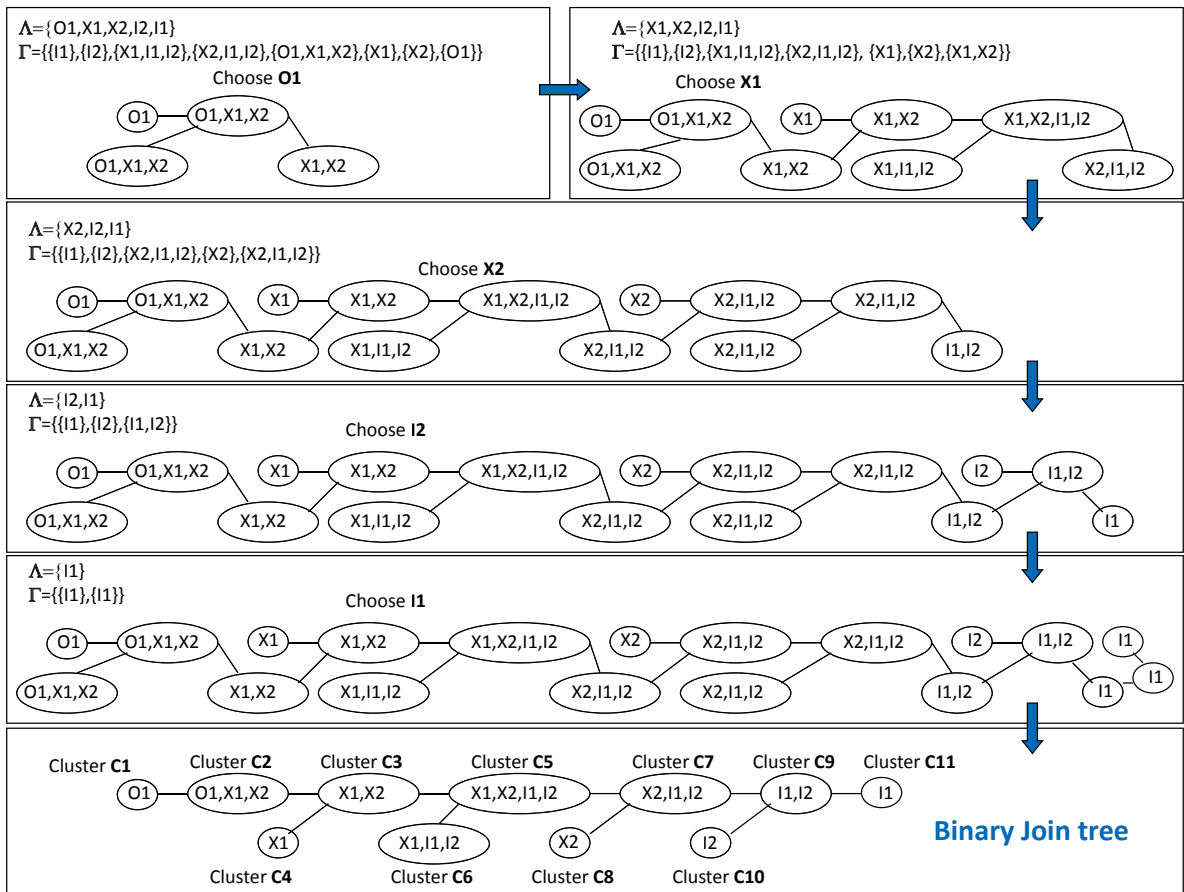 Λ={O1,X1,X2,I2,I1}
Γ={{I1},{I2},{X1,I1,I2},{X2,I1,I2},{O1,X1,X2},{X1},{X2},{O1}}
Choose O1
O1 O1,X1,X2
O1,X1,X2 X1,X2
Λ={X1,X2,I2,I1}
Γ={{I1},{I2},{X1,I1,I2},{X2,I1,I2}, {X1},{X2},{X1,X2}}
Choose X1
O1 O1,X1,X2 X1 X1,X2 X1,X2,I1,I2
O1,X1,X2 X1,X2 X1,I1,I2 X2,I1,I2
Λ={X2,I2,I1}
Γ={{I1},{I2},{X2,I1,I2},{X2},{X2,I1,I2}}
Choose X2
O1 O1,X1,X2 X1 X1,X2 X1,X2,I1,I2 X2 X2,I1,I2 X2,I1,I2
O1,X1,X2 X1,X2 X1,I1,I2 X2,I1,I2 X2,I1,I2 I1,I2
Λ={I2,I1}
Γ={{I1},{I2},{I1,I2}}
Choose I2
O1 O1,X1,X2 X1 X1,X2 X1,X2,I1,I2 X2 X2,I1,I2 X2,I1,I2 I2 I1,I2
O1,X1,X2 X1,X2 X1,I1,I2 X2,I1,I2 X2,I1,I2 I1,I2 I1
Λ={I1}
Γ={{I1},{I1}}
Choose I1
O1 O1,X1,X2 X1 X1,X2 X1,X2,I1,I2 X2 X2,I1,I2 X2,I1,I2 I2 I1,I2 I1
O1,X1,X2 X1,X2 X1,I1,I2 X2,I1,I2 X2,I1,I2 I1,I2 I1 I1
Cluster C1 Cluster C2 Cluster C3 Cluster C5 Cluster C7 Cluster C9 Cluster C11
O1 O1,X1,X2 X1,X2 X1,X2,I1,I2 X2,I1,I2 I1,I2 I1
X1 X1,I1,I2 X2 I2
Binary Join tree
Cluster C4 Cluster C6 Cluster C8 Cluster C10